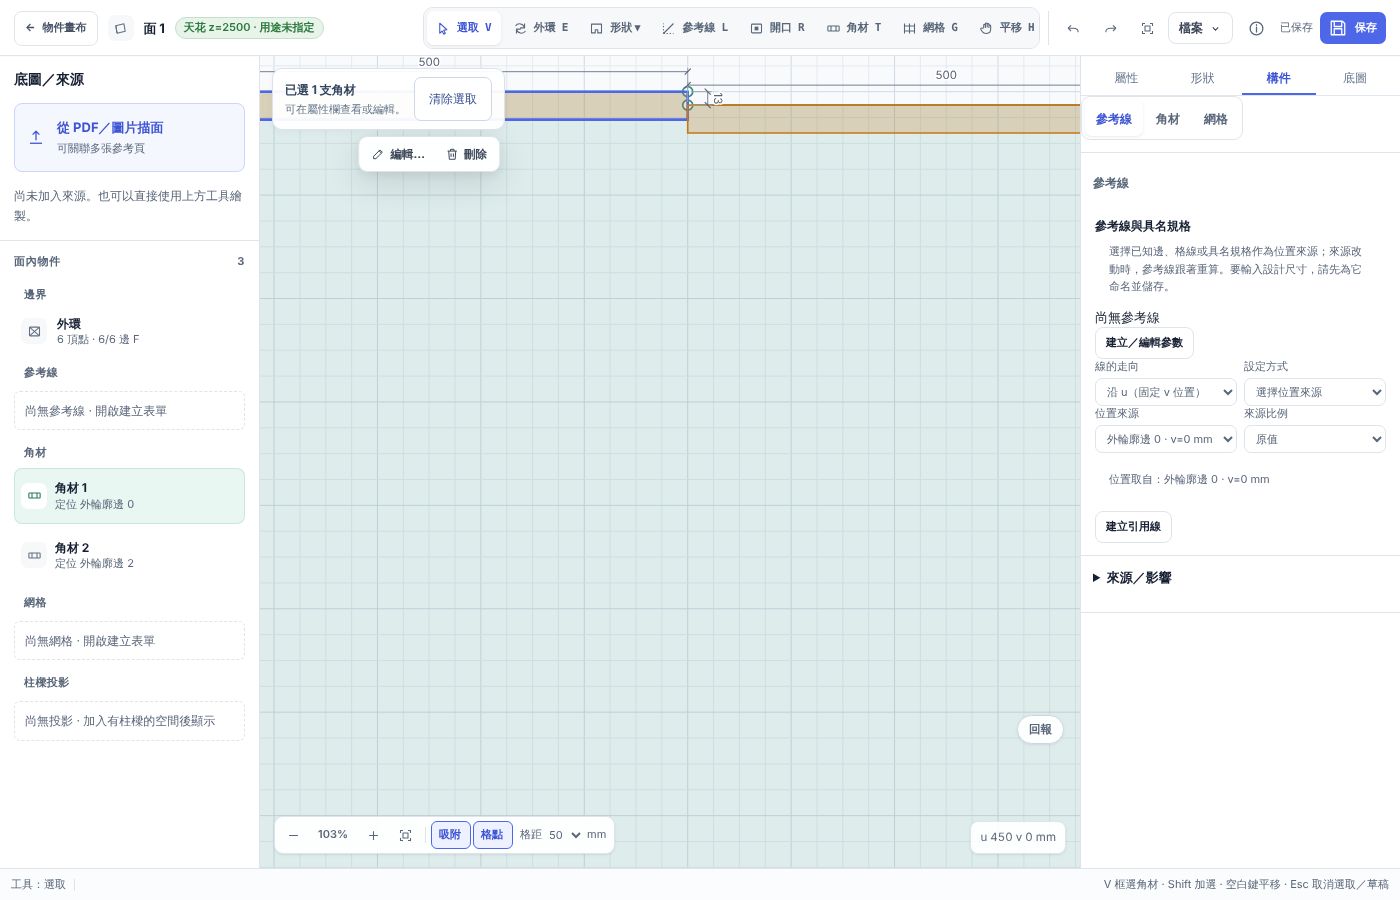 物件畫布
面 1
天花 z=2500 · 用途未指定
選取 V
外環 E
形狀▾
參考線 L
開口 R
角材 T
網格 G
平移 H
檔案
已保存
保存
底圖／來源
從 PDF／圖片描面
可關聯多張參考頁
尚未加入來源。也可以直接使用上方工具繪
製。
面內物件
3
邊界
外環
6 頂點 · 6/6 邊 F
參考線
尚無參考線 · 開啟建立表單
角材
角材 1
定位 外輪廓邊 0
角材 2
定位 外輪廓邊 2
網格
尚無網格 · 開啟建立表單
柱樑投影
尚無投影 · 加入有柱樑的空間後顯示
500
500
13
已選 1 支角材
可在屬性欄查看或編輯。
清除選取
編輯…
刪除
回報
103%
吸附
格點
格距
50
mm
u 450 v 0 mm
屬性
形狀
構件
底圖
參考線
角材
網格
參考線
參考線與具名規格
選擇已知邊、格線或具名規格作為位置來源；來源改
動時，參考線跟著重算。要輸入設計尺寸，請先為它
命名並儲存。
尚無參考線
建立／編輯參數
線的走向
設定方式
沿 u（固定 v 位置）
選擇位置來源
位置來源
來源比例
外輪廓邊 0 · v=0 mm
原值
位置取自：外輪廓邊 0 · v=0 mm
建立引用線
來源／影響
工具：選取
V 框選角材 · Shift 加選 · 空白鍵平移 · Esc 取消選取／草稿